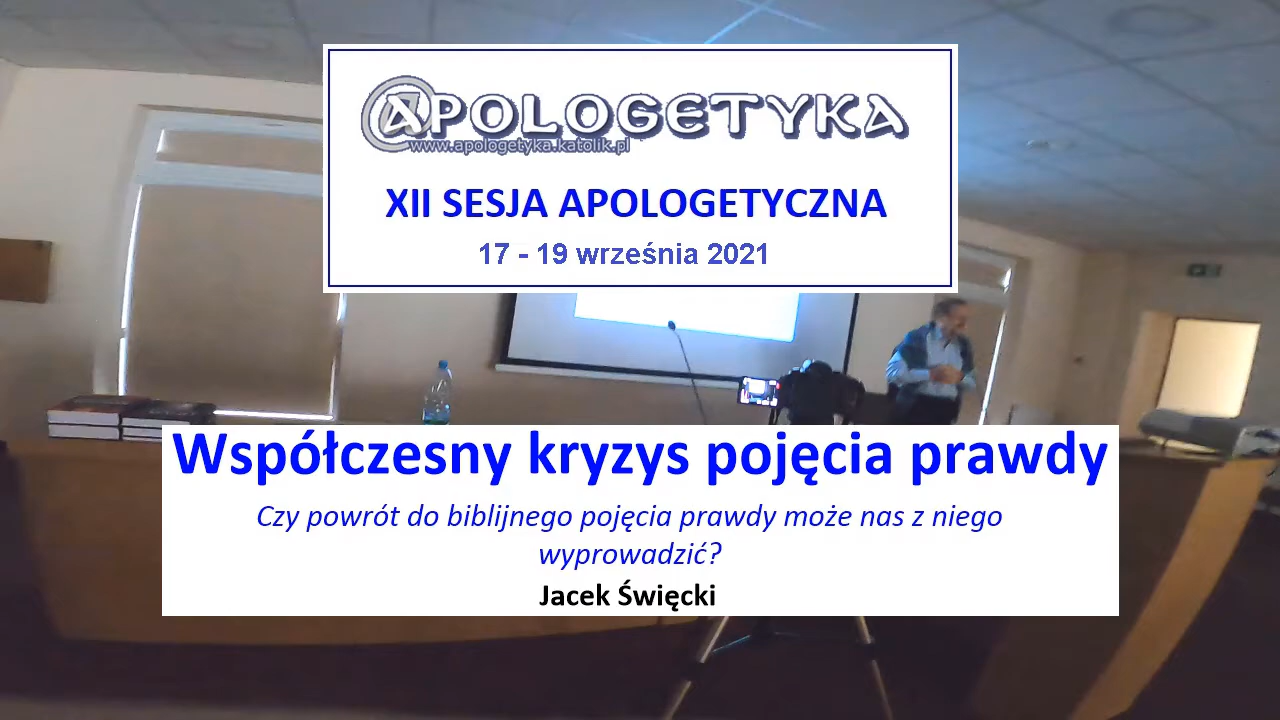 @APOLOGETYKA
www.apologetyka.katolik.pl
XII SESJA APOLOGETYCZNA
17 - 19 września 2021
Współczesny kryzys pojęcia prawdy
Czy powrót do biblijnego pojęcia prawdy może nas z niego
wyprowadzić?
Jacek Święcki